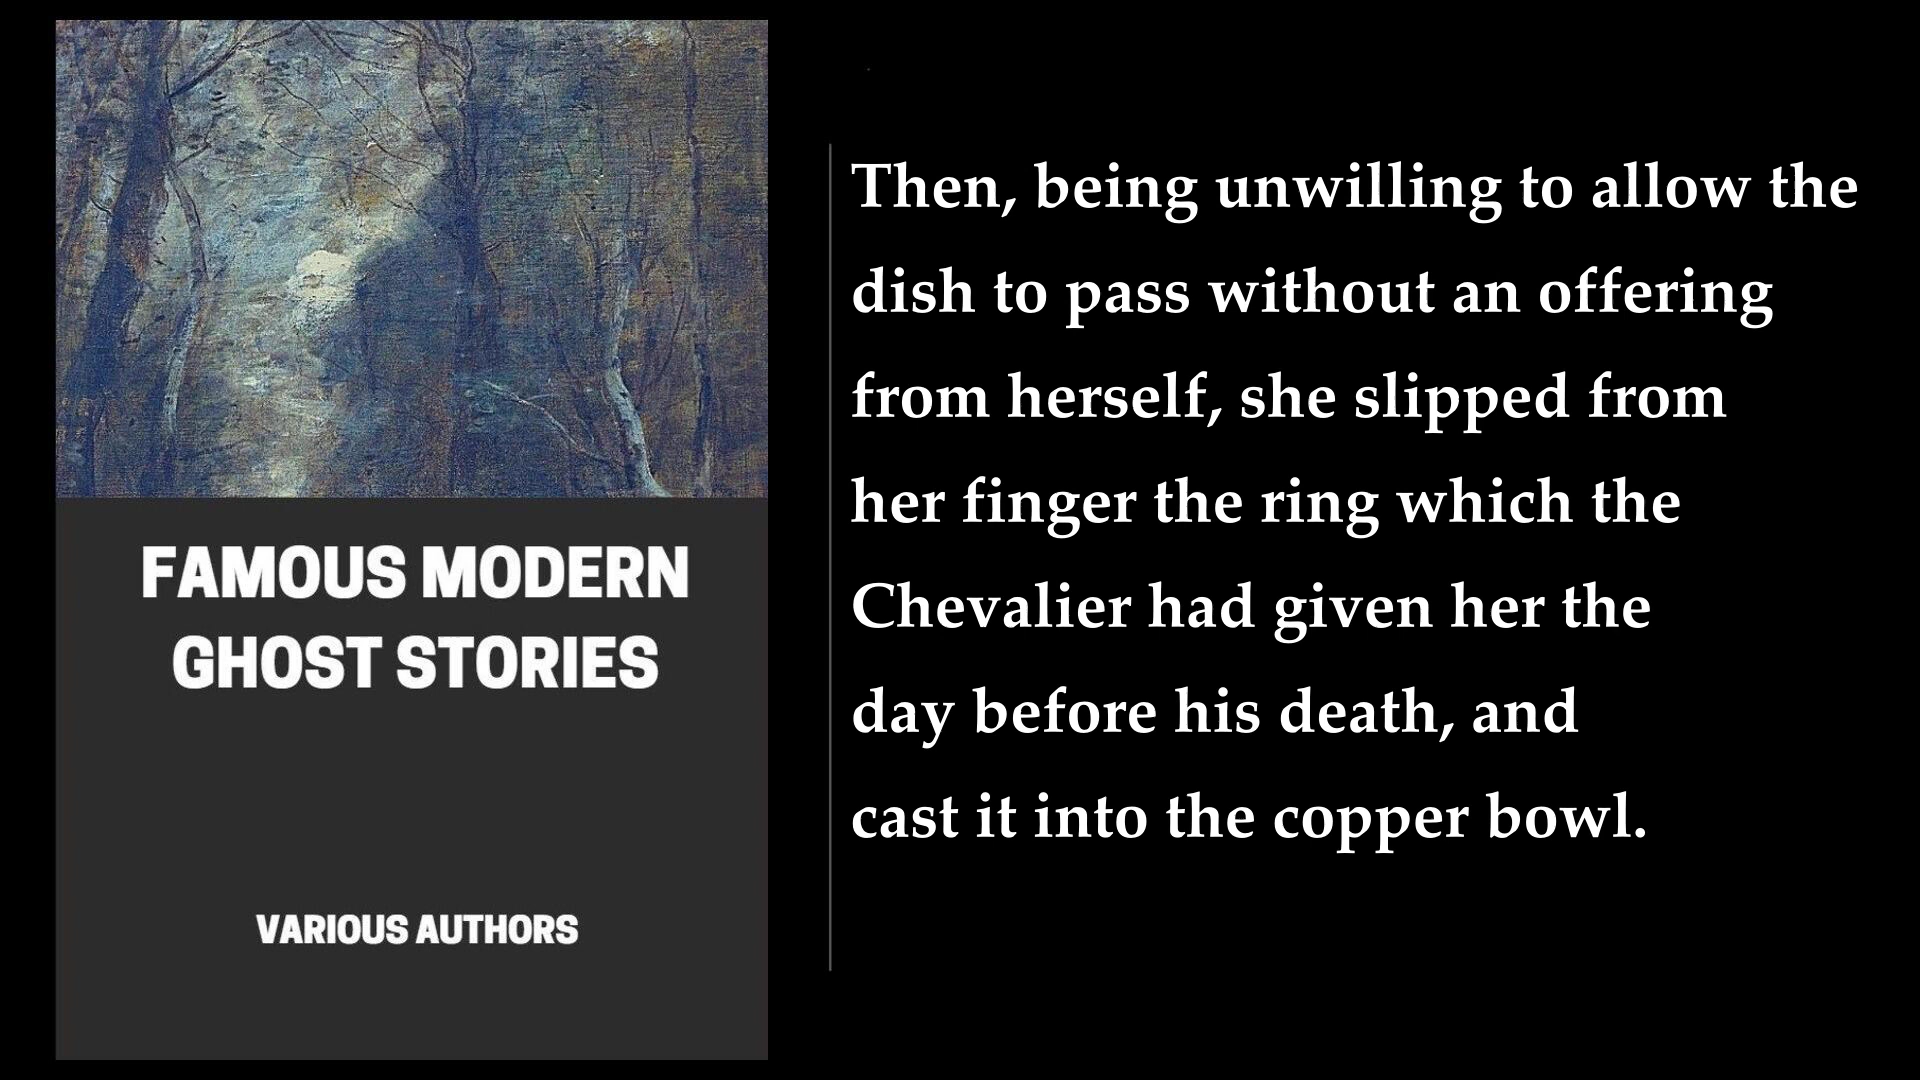 FAMOUS MODERN
GHOST STORIES
VARIOUS AUTHORS
Then, being unwilling to allow the
dish to pass without an offering
from herself, she slipped from
her finger the ring which the
Chevalier had given her the
day before his death, and
cast it into the copper bowl.